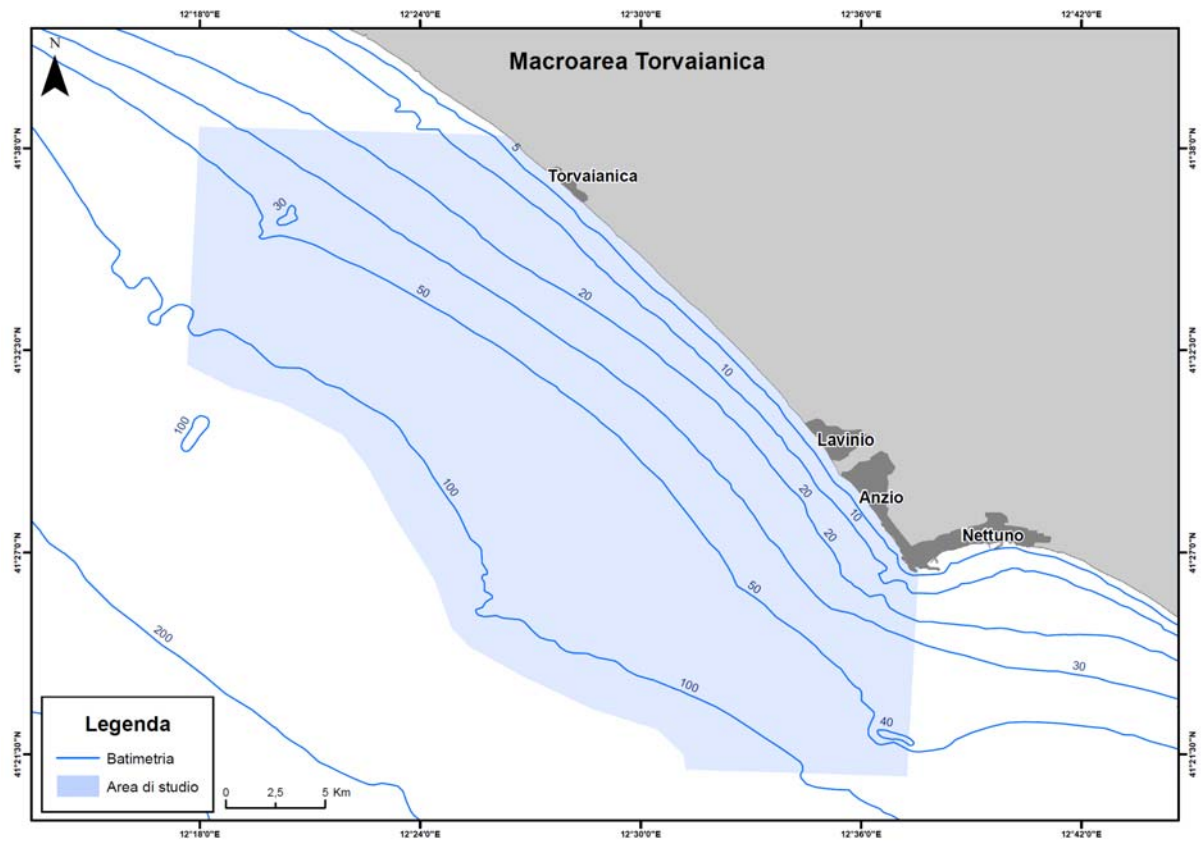 12°18'0"E 12°24'0"E 12°30'0"E 12°36'0"E 12°42'0"E
N
Macroarea Torvaianica
41°38'0"N
41°38'0"N
5
Torvaianica
30
50
20
41°32'30"N
41°32'30"N
10
100
Lavinio
100
20
Anzio
10
20
Nettuno
41°27'0"N
41°27'0"N
50
200
30
100
40
41°21'30"N
41°21'30"N
Legenda
Batimetria
Area di studio
0 2,5 5 Km
12°18'0"E 12°24'0"E 12°30'0"E 12°36'0"E 12°42'0"E